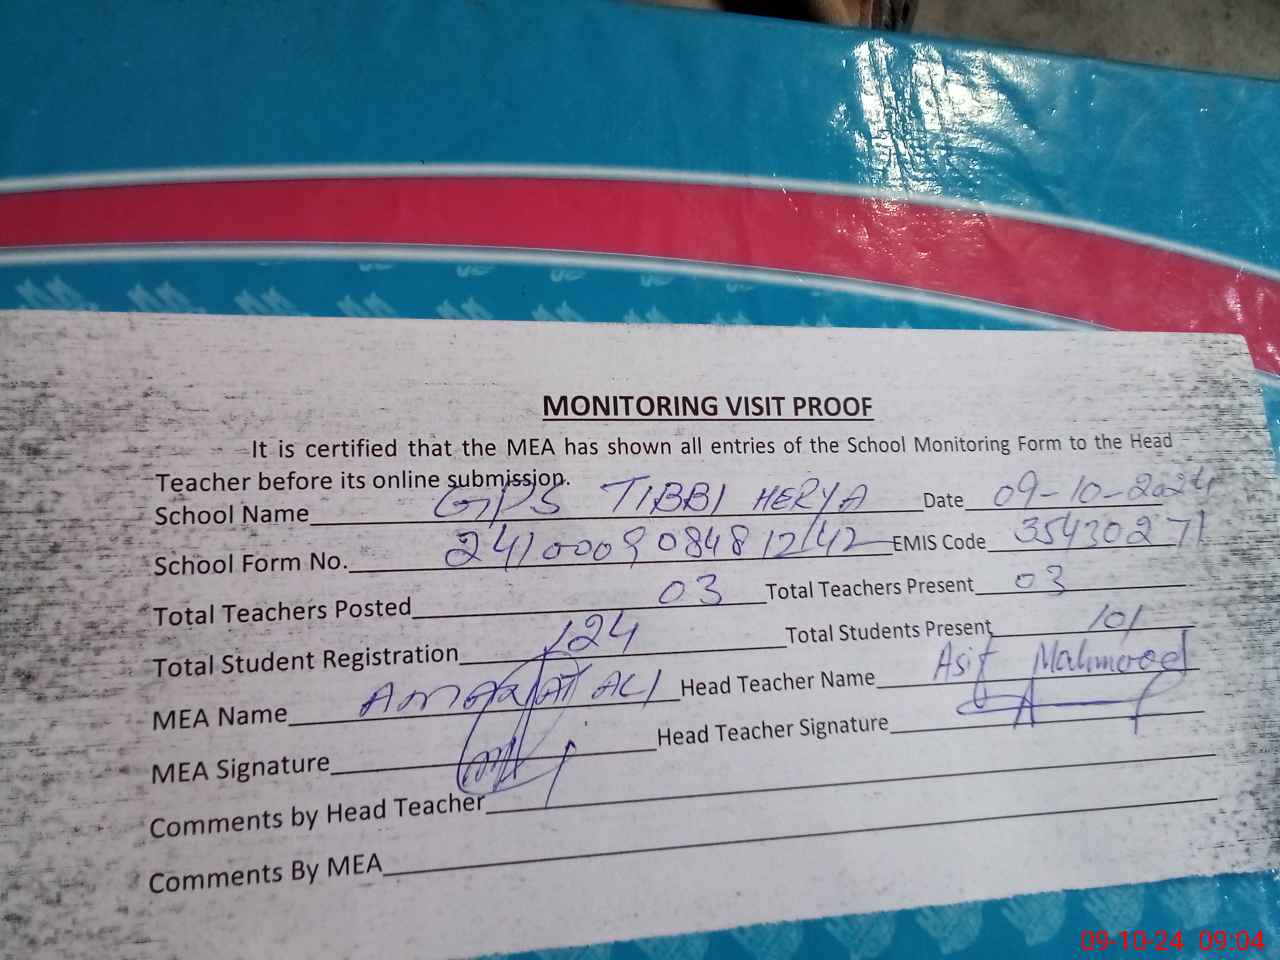 MONITORING VISIT PROOF
It is certified that the MEA has shown all entries of the School Monitoring Form to the Head
Teacher before its online submission.
School Name GPS TIBBI HERYA Date 09-10-2024
School Form No. 2410009084812142 EMIS Code 35430271
Total Teachers Posted 03 Total Teachers Present 03
Total Student Registration 124 Total Students Present 101
MEA Name ALI Head Teacher Name Asif Mahmood
MEA Signature Head Teacher Signature
Comments by Head Teacher
Comments By MEA
09-10-24 09:04